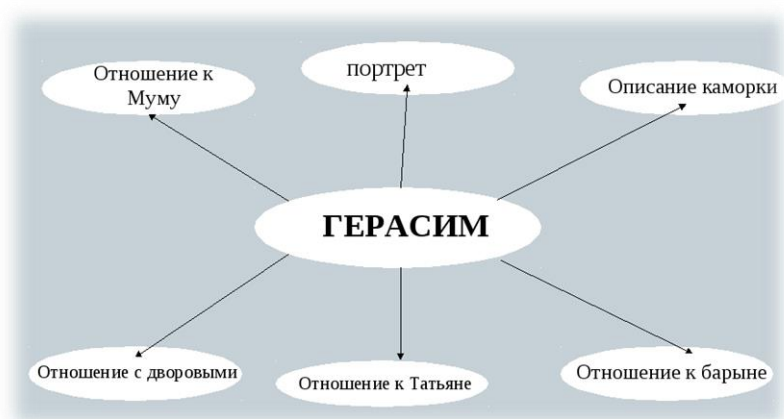 Отношение к
Муму
портрет
Описание каморки
ГЕРАСИМ
Отношение с дворовыми
Отношение к Татьяне
Отношение к барыне